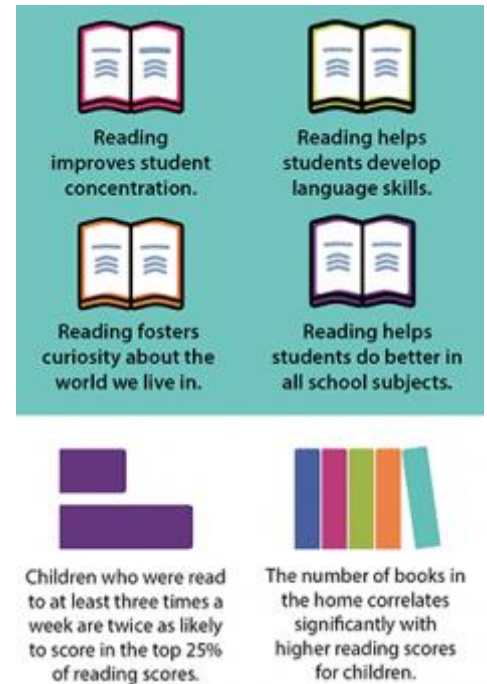 Reading
improves student
concentration.
Reading helps
students develop
language skills.
Reading fosters
curiosity about the
world we live in.
Reading helps
students do better in
all school subjects.
Children who were read
to at least three times a
week are twice as likely
to score in the top 25%
of reading scores.
The number of books in
the home correlates
significantly with
higher reading scores
for children.